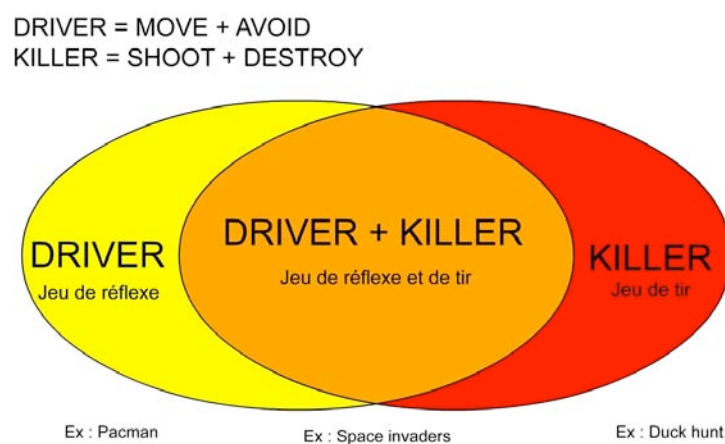 DRIVER = MOVE + AVOID
KILLER = SHOOT + DESTROY
DRIVER
Jeu de réflexe
DRIVER + KILLER
Jeu de réflexe et de tir
KILLER
Jeu de tir
Ex : Pacman
Ex : Space invaders
Ex : Duck hunt